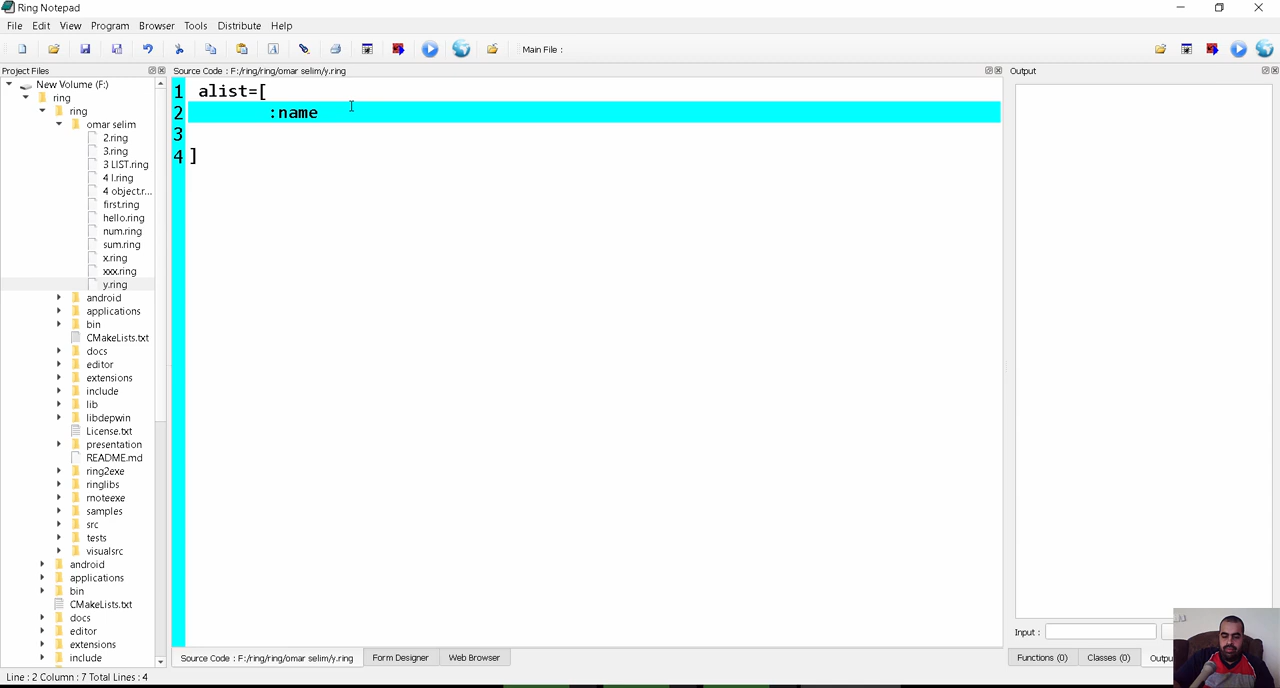 Ring Notepad
File Edit View Program Browser Tools Distribute Help
Main File :
Project Files
New Volume (F:)
ring
ring
omar selim
2.ring
3.ring
3 LIST.ring
4 l.ring
4 object.r...
first.ring
hello.ring
num.ring
sum.ring
x.ring
xxx.ring
y.ring
android
applications
bin
CMakeLists.txt
docs
editor
extensions
include
lib
libdepwin
License.txt
presentation
README.md
ring2exe
ringlibs
rnoteexe
samples
src
tests
visualsrc
android
applications
bin
CMakeLists.txt
docs
editor
extensions
include
Source Code : F:/ring/ring/omar selim/y.ring
1 alist=[
2 :name
3
4 ]
Source Code : F:/ring/ring/omar selim/y.ring Form Designer Web Browser
Output
Input :
Functions (0) Classes (0) Outpu
Line : 2 Column : 7 Total Lines : 4